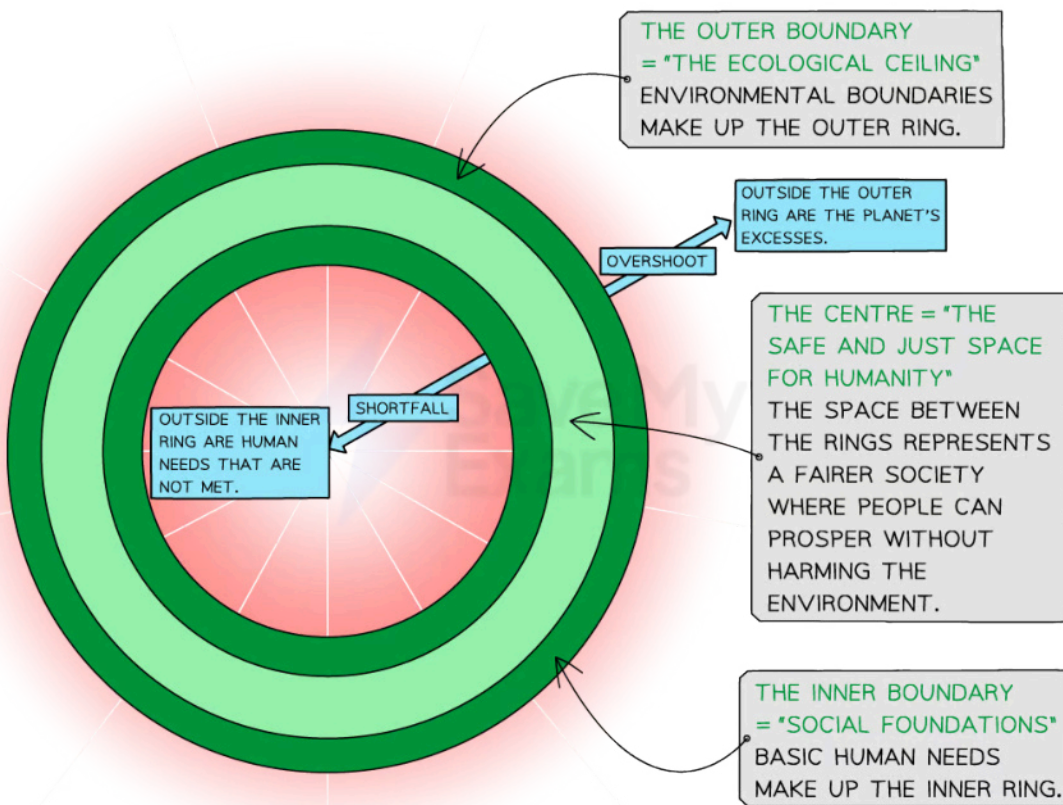 THE OUTER BOUNDARY
= "THE ECOLOGICAL CEILING"
ENVIRONMENTAL BOUNDARIES
MAKE UP THE OUTER RING.
OUTSIDE THE OUTER
RING ARE THE PLANET'S
EXCESSES.
OVERSHOOT
THE CENTRE = "THE
SAFE AND JUST SPACE
FOR HUMANITY"
THE SPACE BETWEEN
THE RINGS REPRESENTS
A FAIRER SOCIETY
WHERE PEOPLE CAN
PROSPER WITHOUT
HARMING THE
ENVIRONMENT.
SHORTFALL
OUTSIDE THE INNER
RING ARE HUMAN
NEEDS THAT ARE
NOT MET.
Save My
Exams
THE INNER BOUNDARY
= "SOCIAL FOUNDATIONS"
BASIC HUMAN NEEDS
MAKE UP THE INNER RING.